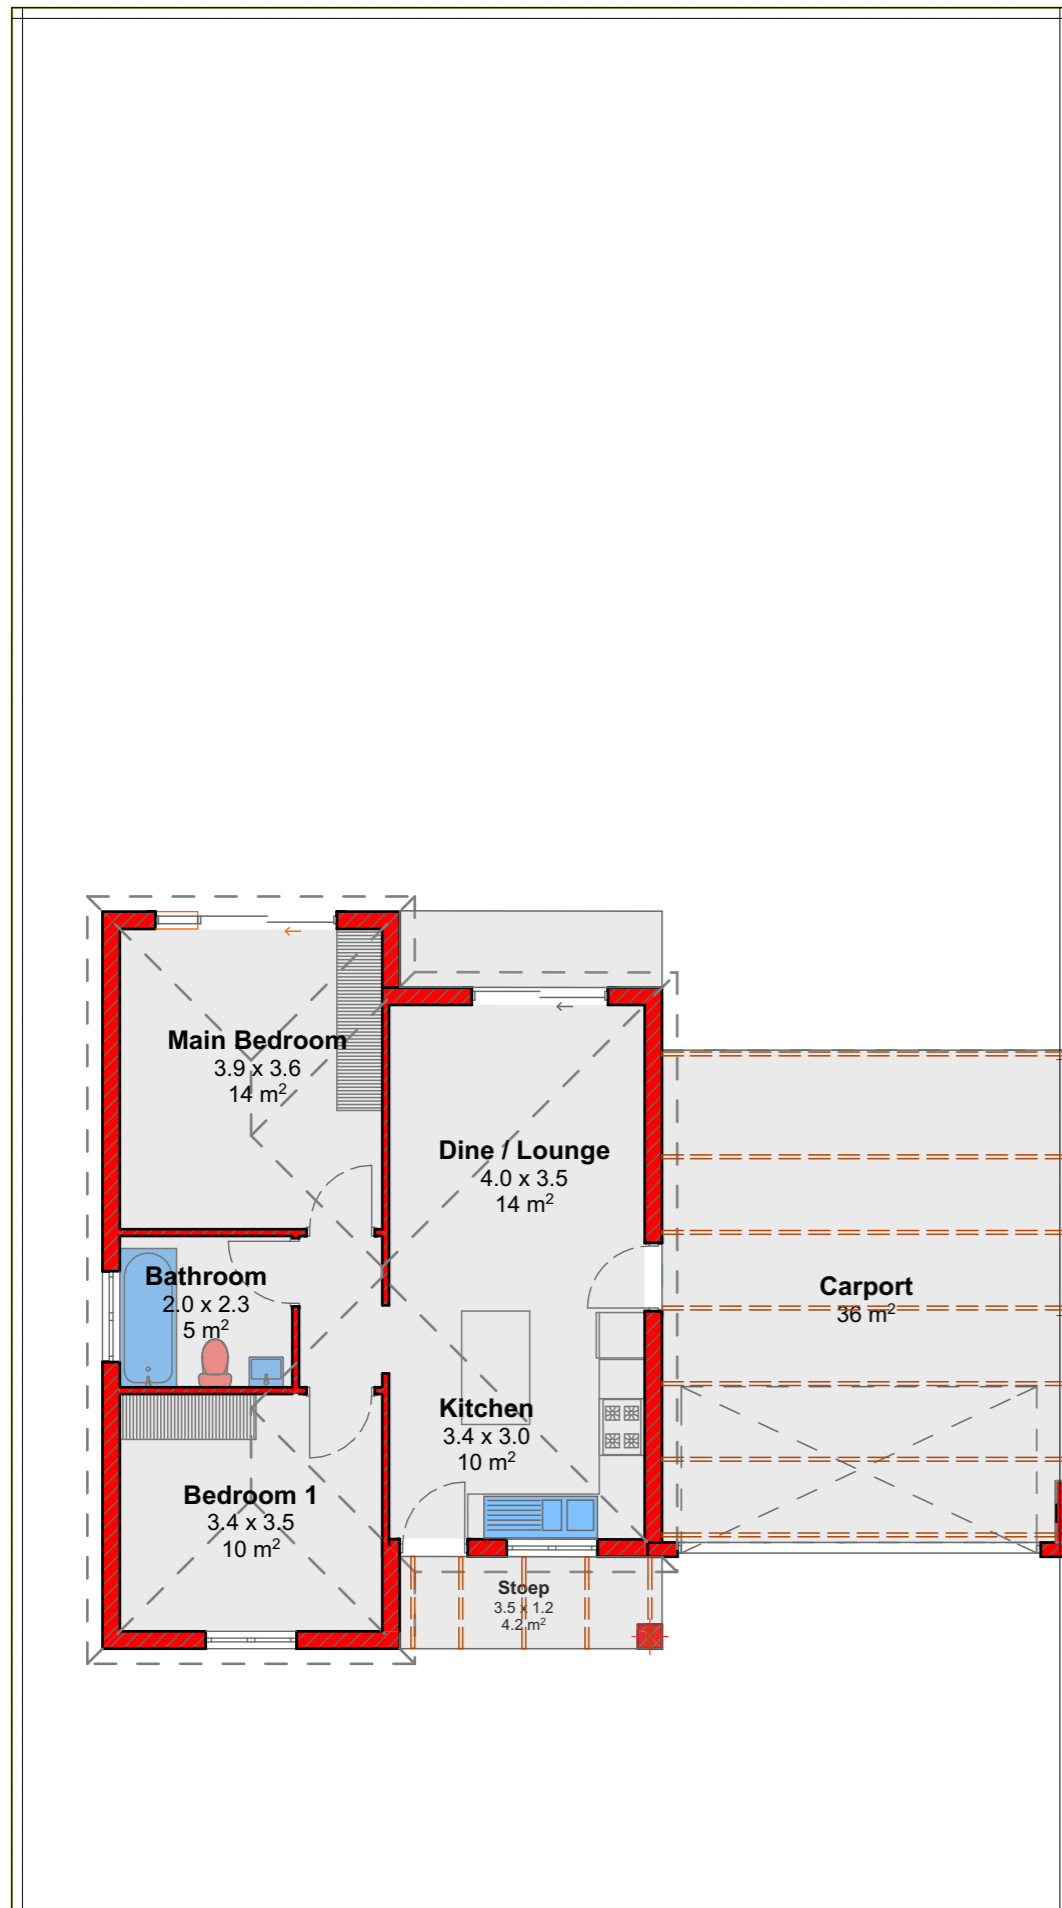 Main Bedroom
3.9 x 3.6
14 m²
Dine / Lounge
4.0 x 3.5
14 m²
Bathroom
2.0 x 2.3
5 m²
Carport
36 m²
Kitchen
3.4 x 3.0
10 m²
Bedroom 1
3.4 x 3.5
10 m²
Stoep
3.5 x 1.2
4.2 m²